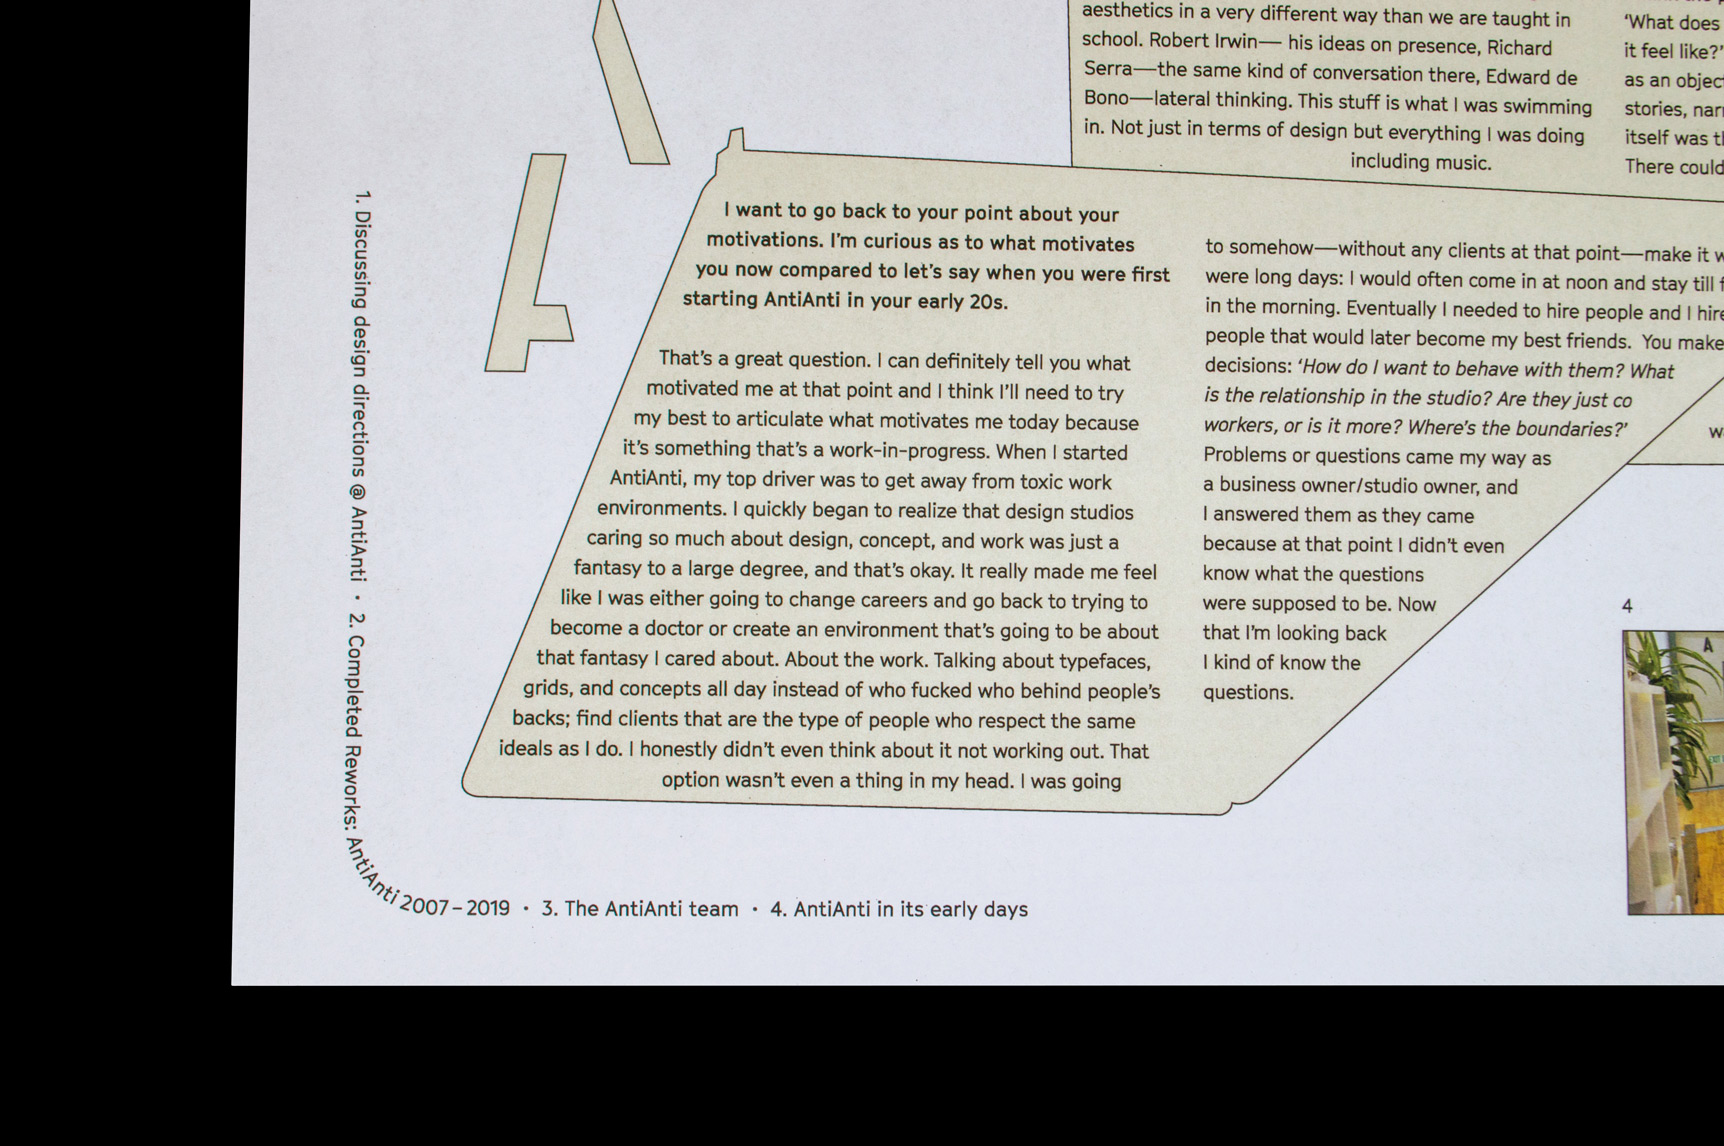 aesthetics in a very different way than we are taught in
school. Robert Irwin— his ideas on presence, Richard
Serra—the same kind of conversation there, Edward de
Bono—lateral thinking. This stuff is what I was swimming
in. Not just in terms of design but everything I was doing
including music.
‘What does
it feel like?’
as an object
stories,
itself was
There could
I want to go back to your point about your
motivations. I’m curious as to what motivates
you now compared to let’s say when you were first
starting AntiAnti in your early 20s.
That’s a great question. I can definitely tell you what
motivated me at that point and I think I’ll need to try
my best to articulate what motivates me today because
it’s something that’s a work-in-progress. When I started
AntiAnti, my top driver was to get away from toxic work
environments. I quickly began to realize that design studios
caring so much about design, concept, and work was just a
fantasy to a large degree, and that’s okay. It really made me feel
like I was either going to change careers and go back to trying to
become a doctor or create an environment that’s going to be about
that fantasy I cared about. About the work. Talking about typefaces,
grids, and concepts all day instead of who fucked who behind people’s
backs; find clients that are the type of people who respect the same
ideals as I do. I honestly didn’t even think about it not working out. That
option wasn’t even a thing in my head. I was going
to somehow—without any clients at that point—make it
were long days: I would often come in at noon and stay till
in the morning. Eventually I needed to hire people and I
people that would later become my best friends. You make
decisions: ‘How do I want to behave with them? What
is the relationship in the studio? Are they just co
workers, or is it more? Where’s the boundaries?’
Problems or questions came my way as
a business owner/studio owner, and
I answered them as they came
because at that point I didn’t even
know what the questions
were supposed to be. Now
that I’m looking back
I kind of know the
questions.
4
A
1. Discussing design directions @ AntiAnti • 2. Completed Reworks: AntiAnti 2007–2019 • 3. The AntiAnti team • 4. AntiAnti in its early days